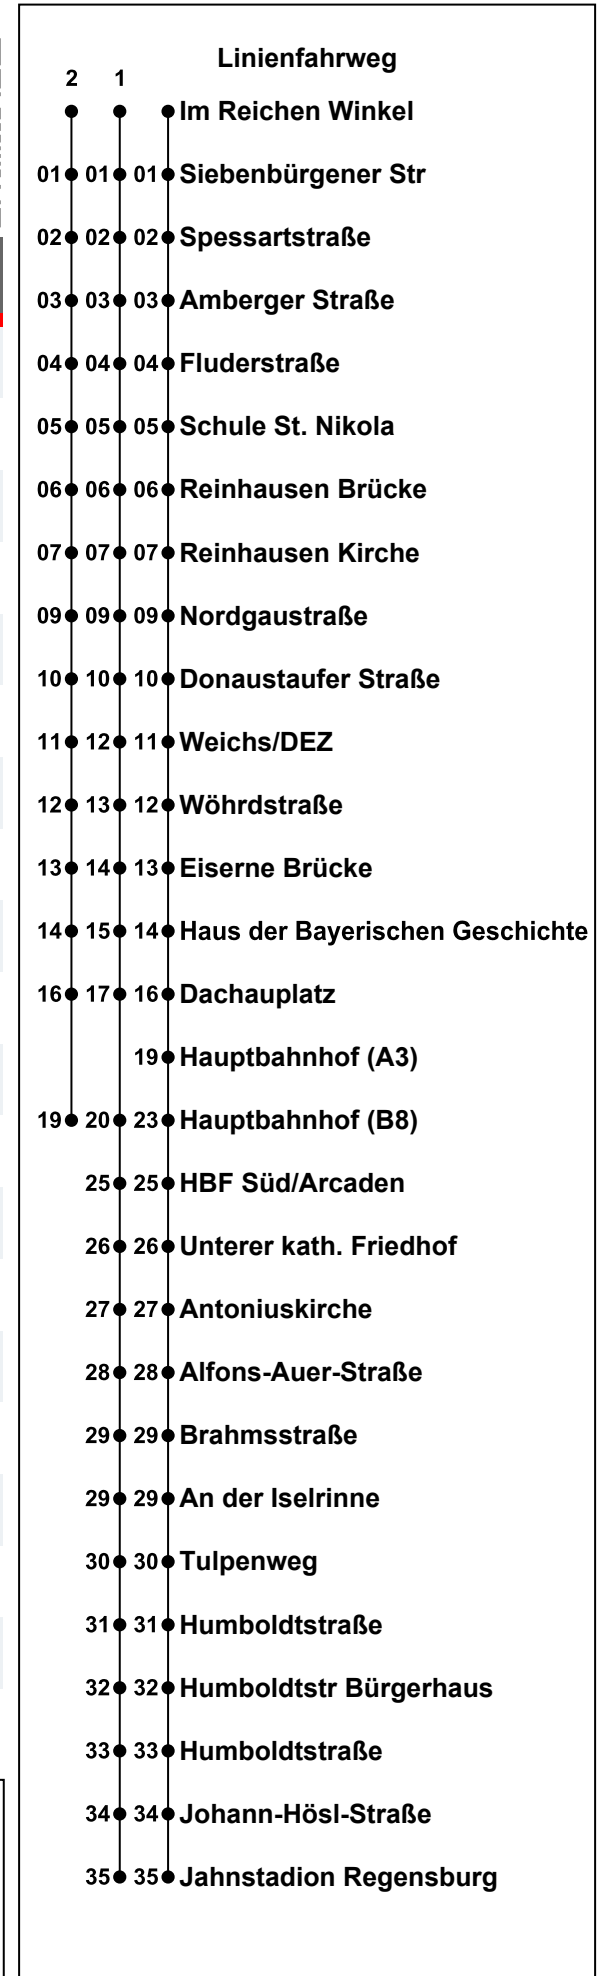 Linienfahrweg
2 1
Im Reichen Winkel
01 01 01 Siebenbürgener Str
02 02 02 Spessartstraße
03 03 03 Amberger Straße
04 04 04 Fluderstraße
05 05 05 Schule St. Nikola
06 06 06 Reinhausen Brücke
07 07 07 Reinhausen Kirche
09 09 09 Nordgaustraße
10 10 10 Donaustaufer Straße
11 12 11 Weichs/DEZ
12 13 12 Wöhrdstraße
13 14 13 Eiserne Brücke
14 15 14 Haus der Bayerischen Geschichte
16 17 16 Dachauplatz
19 Hauptbahnhof (A3)
19 20 23 Hauptbahnhof (B8)
25 25 HBF Süd/Arcaden
26 26 Unterer kath. Friedhof
27 27 Antoniuskirche
28 28 Alfons-Auer-Straße
29 29 Brahmsstraße
29 29 An der Iselrinne
30 30 Tulpenweg
31 31 Humboldtstraße
32 32 Humboldtstr Bürgerhaus
33 33 Humboldtstraße
34 34 Johann-Hösl-Straße
35 35 Jahnstadion Regensburg